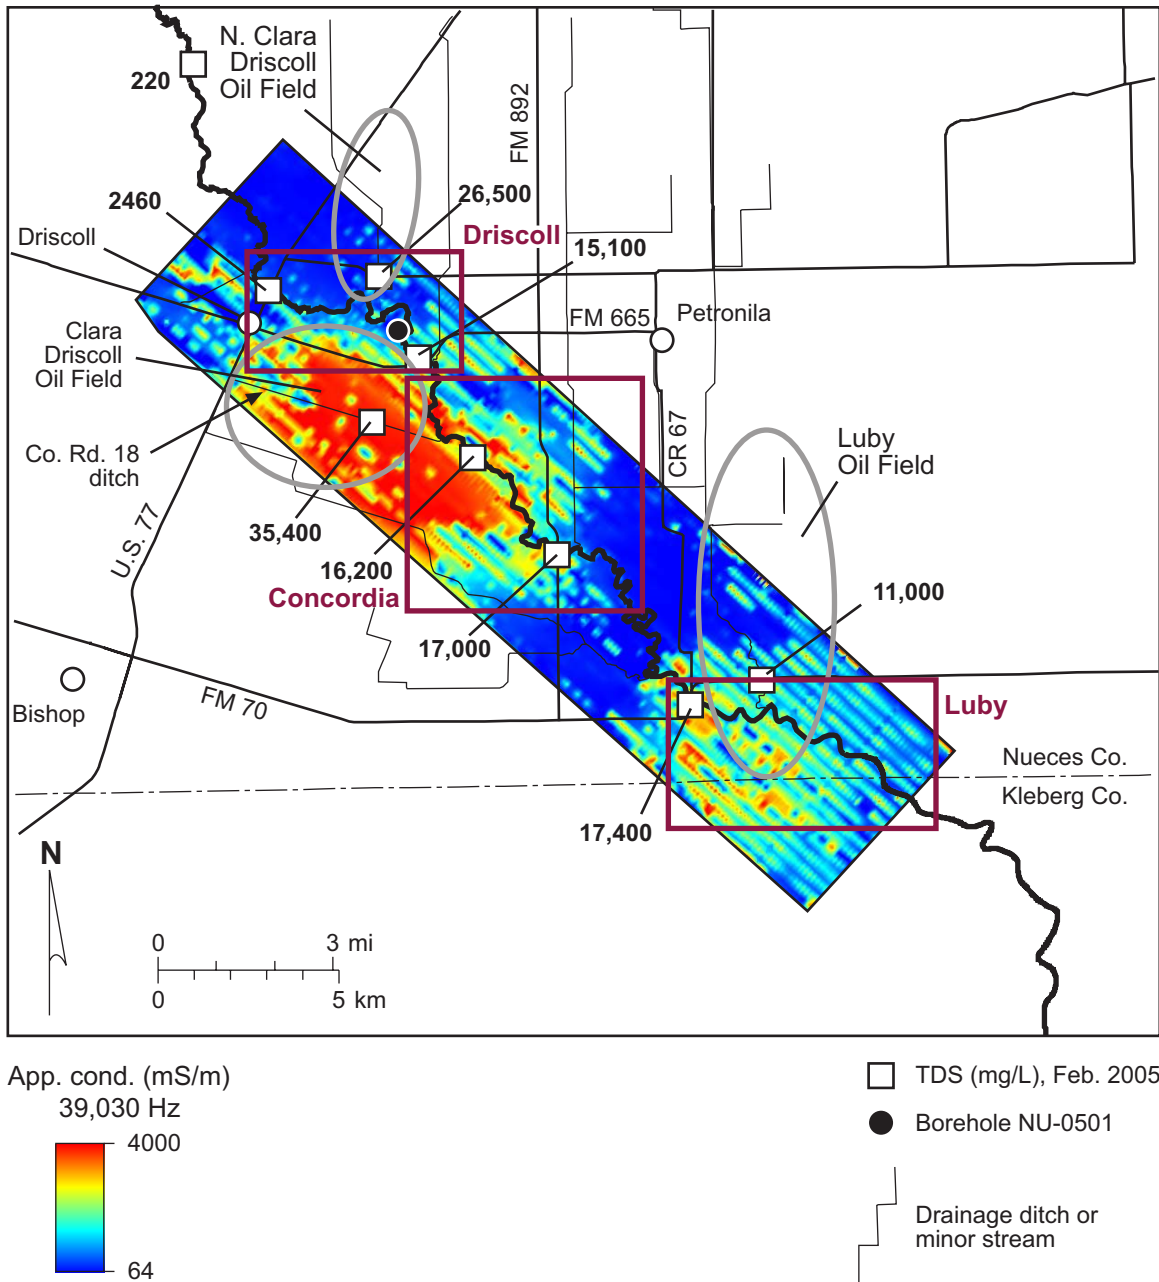 N. Clara
Driscoll
Oil Field
220
FM 892
2460
26,500
Driscoll
Driscoll
15,100
FM 665
Petronila
Clara
Driscoll
Oil Field
Co. Rd. 18
ditch
CR 67
Luby
Oil Field
U.S. 77
35,400
16,200
Concordia
17,000
11,000
Bishop
FM 70
Luby
Nueces Co.
Kleberg Co.
17,400
N
0
3 mi
0
5 km
App. cond. (mS/m)
39,030 Hz
4000
64
TDS (mg/L), Feb. 2005
Borehole NU-0501
Drainage ditch or
minor stream